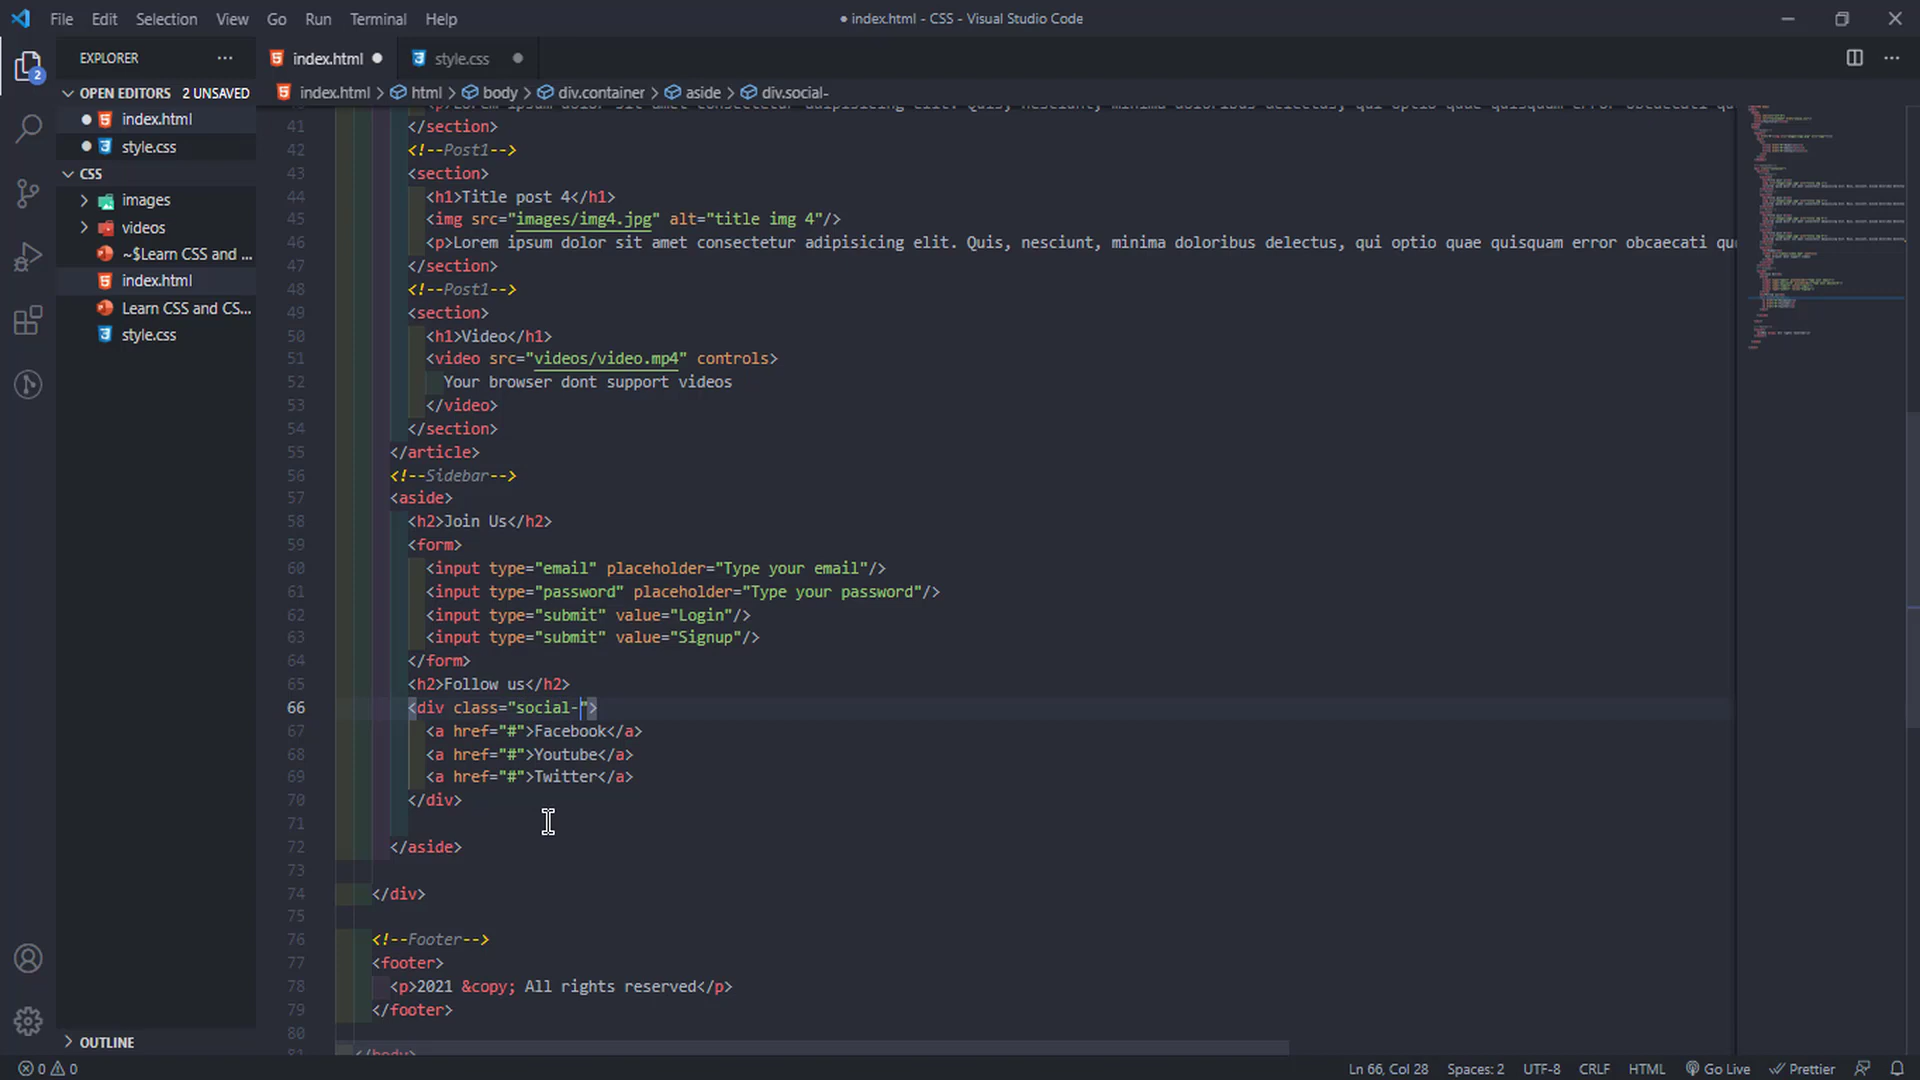 File Edit Selection View Go Run Terminal Help
● index.html - CSS - Visual Studio Code
EXPLORER ···
index.html ●
style.css ●
OPEN EDITORS 2 UNSAVED
index.html > html > body > div.container > aside > div.social-
● index.html
● style.css
CSS
images
videos
~$Learn CSS and ...
index.html
Learn CSS and CS...
style.css
2
41 </section>
42 <!--Post1-->
43 <section>
44 <h1>Title post 4</h1>
45 <img src="images/img4.jpg" alt="title img 4"/>
46 <p>Lorem ipsum dolor sit amet consectetur adipisicing elit. Quis, nesciunt, minima doloribus delectus, qui optio quae quisquam error obcaecati qu
47 </section>
48 <!--Post1-->
49 <section>
50 <h1>Video</h1>
51 <video src="videos/video.mp4" controls>
52 Your browser dont support videos
53 </video>
54 </section>
55 </article>
56 <!--Sidebar-->
57 <aside>
58 <h2>Join Us</h2>
59 <form>
60 <input type="email" placeholder="Type your email"/>
61 <input type="password" placeholder="Type your password"/>
62 <input type="submit" value="Login"/>
63 <input type="submit" value="Signup"/>
64 </form>
65 <h2>Follow us</h2>
66 <div class="social-">
67 <a href="#">Facebook</a>
68 <a href="#">Youtube</a>
69 <a href="#">Twitter</a>
70 </div>
71
72 </aside>
73
74 </div>
75
76 <!--Footer-->
77 <footer>
78 <p>2021 &copy; All rights reserved</p>
79 </footer>
80
OUTLINE
0 0
Ln 66, Col 28 Spaces: 2 UTF-8 CRLF HTML Go Live Prettier